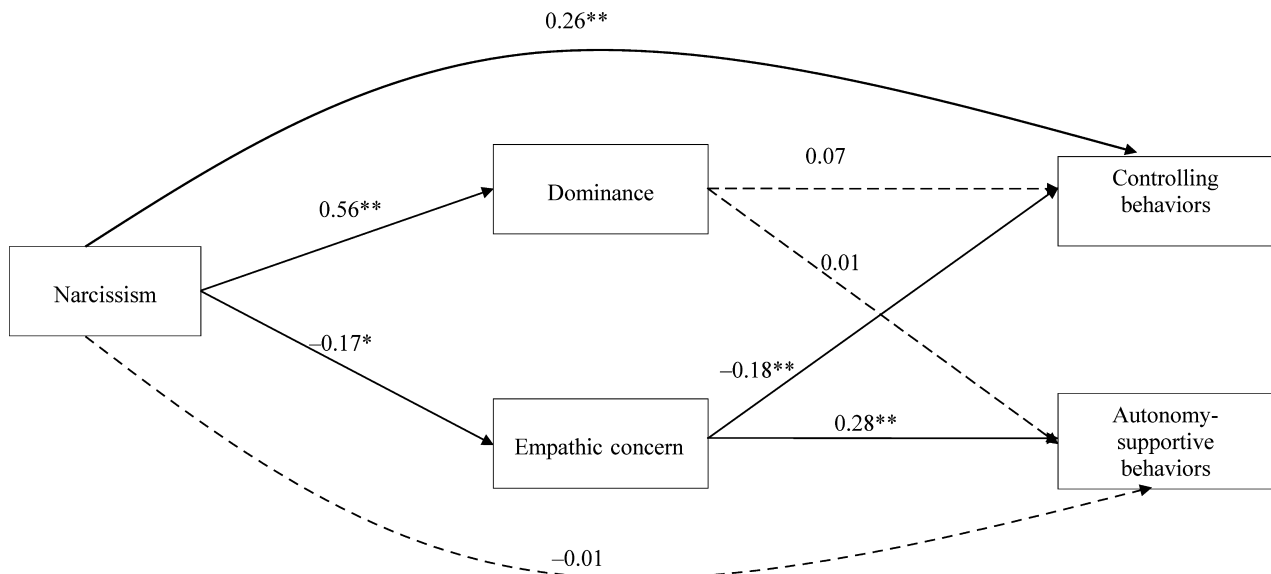 0.26**
0.07
Dominance
Controlling
behaviors
0.56**
0.01
Narcissism
–0.17*
–0.18**
0.28**
Empathic concern
Autonomy-
supportive
behaviors
–0.01